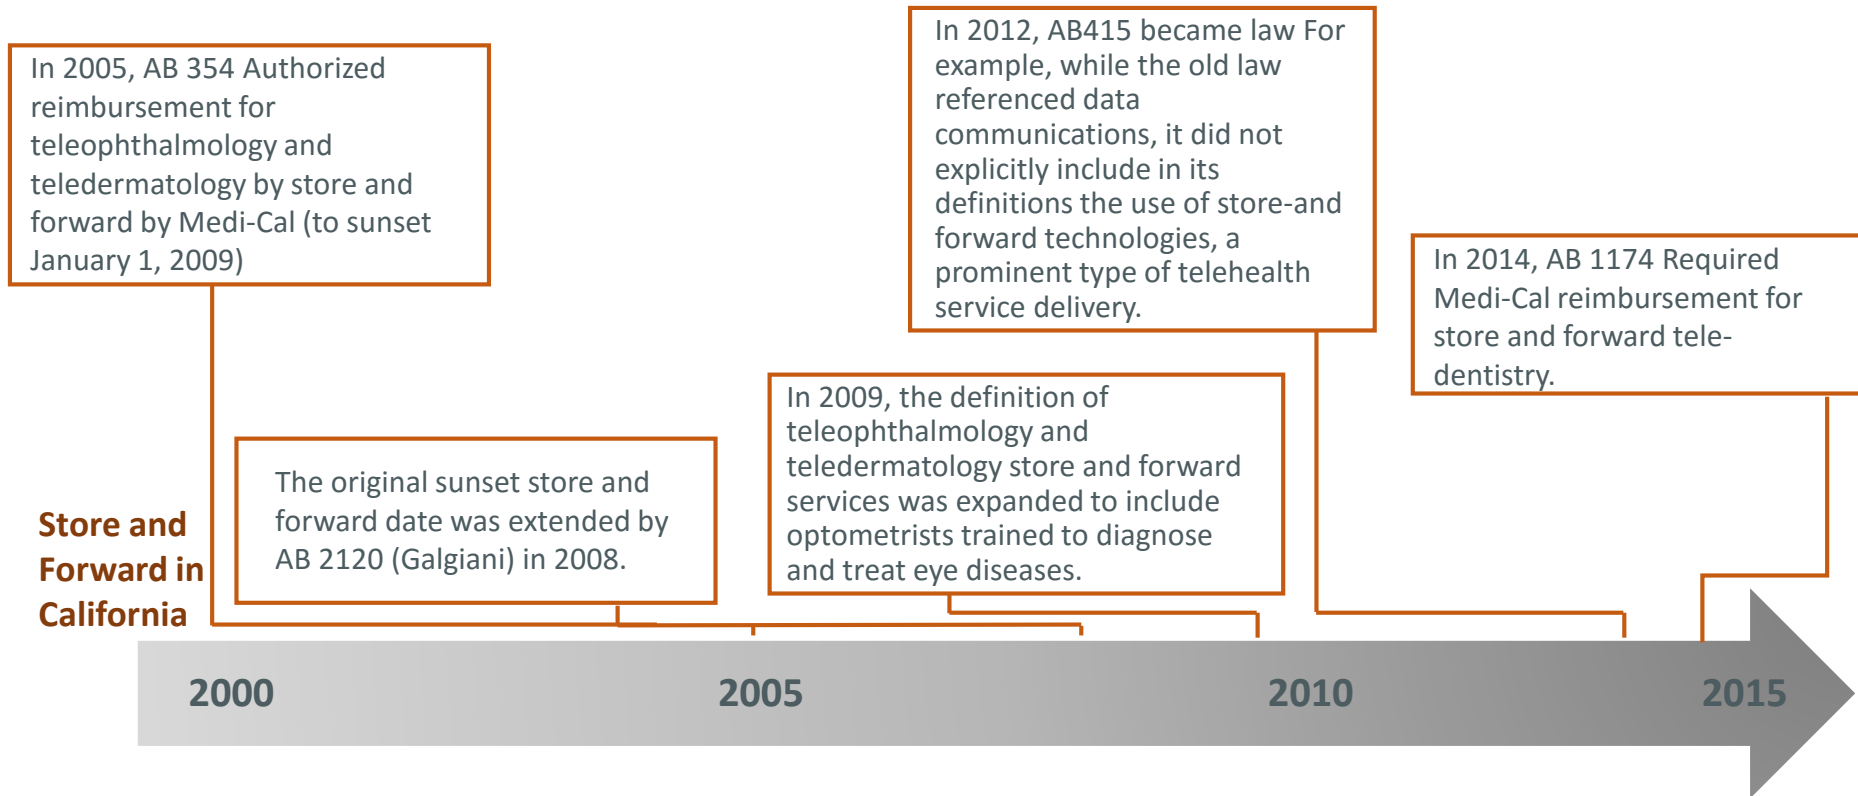 In 2005, AB 354 Authorized
reimbursement for
teleophthalmology and
teledermatology by store and
forward by Medi-Cal (to sunset
January 1, 2009)
In 2012, AB415 became law For
example, while the old law
referenced data
communications, it did not
explicitly include in its
definitions the use of store-and
forward technologies, a
prominent type of telehealth
service delivery.
In 2014, AB 1174 Required
Medi-Cal reimbursement for
store and forward tele-
dentistry.
In 2009, the definition of
teleophthalmology and
teledermatology store and forward
services was expanded to include
optometrists trained to diagnose
and treat eye diseases.
The original sunset store and
forward date was extended by
AB 2120 (Galgiani) in 2008.
Store and
Forward in
California
2000
2005
2010
2015